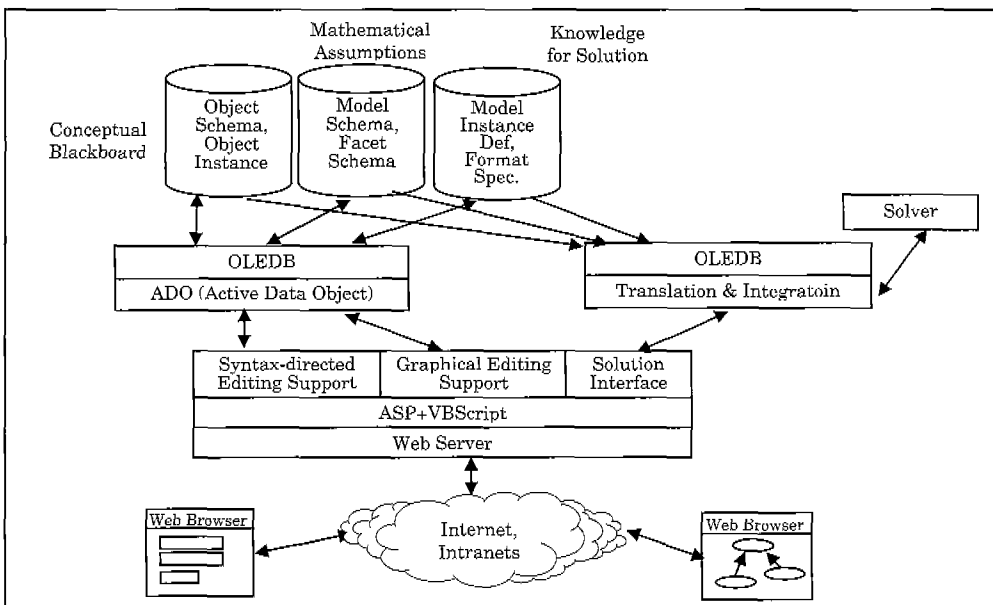 Mathematical
Assumptions
Knowledge
for Solution
Conceptual
Blackboard
Object
Schema,
Object
Instance
Model
Schema,
Facet
Schema
Model
Instance
Def,
Format
Spec.
Solver
OLEDB
ADO (Active Data Object)
OLEDB
Translation & Integratoin
Syntax-directed
Editing Support
Graphical Editing
Support
Solution
Interface
ASP+VBScript
Web Server
Web Browser
Internet,
Intranets
Web Browser